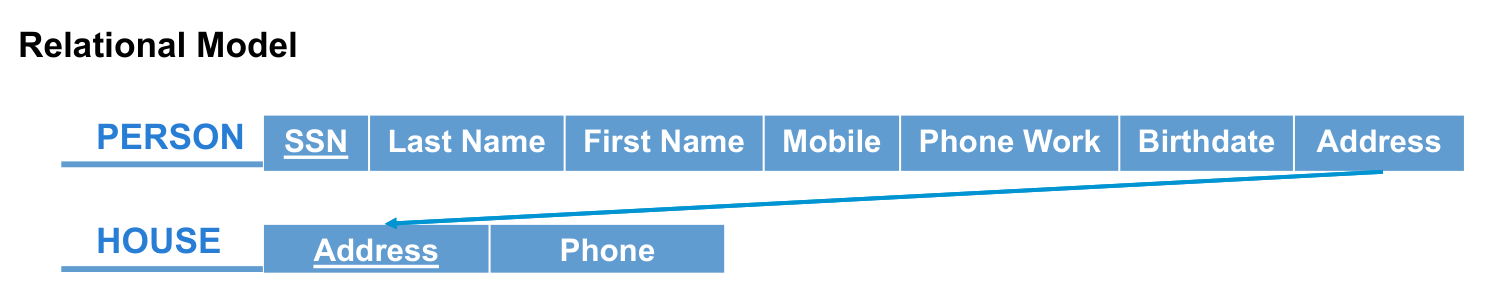 Relational Model
PERSON SSN Last Name First Name Mobile Phone Work Birthdate Address
HOUSE Address Phone